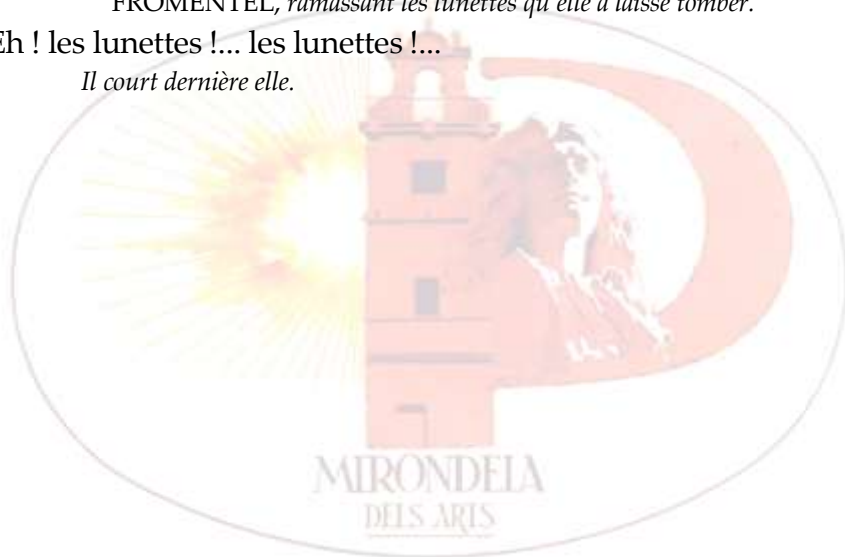 FROMENTEL, ramassant les lunettes qu'elle a laissé tomber.
Eh ! les lunettes !... les lunettes !...
Il court dernière elle.
MIRONDELA
DELS ARTS